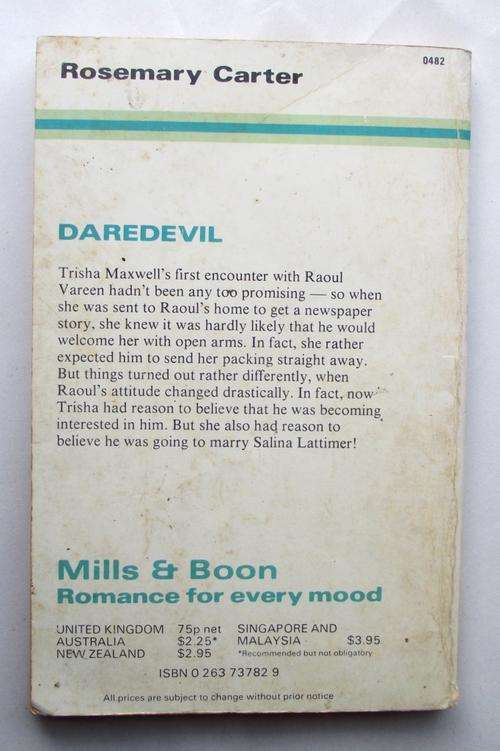 Rosemary Carter
0482
DAREDEVIL
Trisha Maxwell's first encounter with Raoul
Vareen hadn't been any too promising — so when
she was sent to Raoul's home to get a newspaper
story, she knew it was hardly likely that he would
welcome her with open arms. In fact, she rather
expected him to send her packing straight away.
But things turned out rather differently, when
Raoul's attitude changed drastically. In fact, now
Trisha had reason to believe that he was becoming
interested in him. But she also had reason to
believe he was going to marry Salina Lattimer!
Mills & Boon
Romance for every mood
UNITED KINGDOM 75p net SINGAPORE AND
AUSTRALIA $2.25* MALAYSIA $3.95
NEW ZEALAND $2.95 *Recommended but not obligatory
ISBN 0 263 73782 9
All prices are subject to change without prior notice